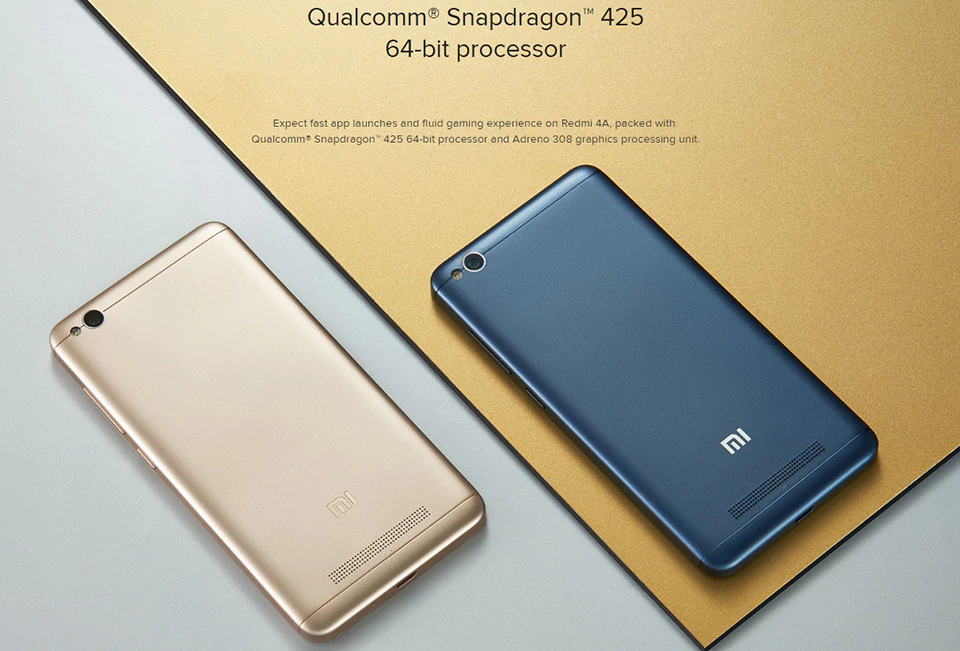 Qualcomm® Snapdragon™ 425
64-bit processor
Expect fast app launches and fluid gaming experience on Redmi 4A, packed with
Qualcomm® Snapdragon™ 425 64-bit processor and Adreno 308 graphics processing unit.
MI
MI